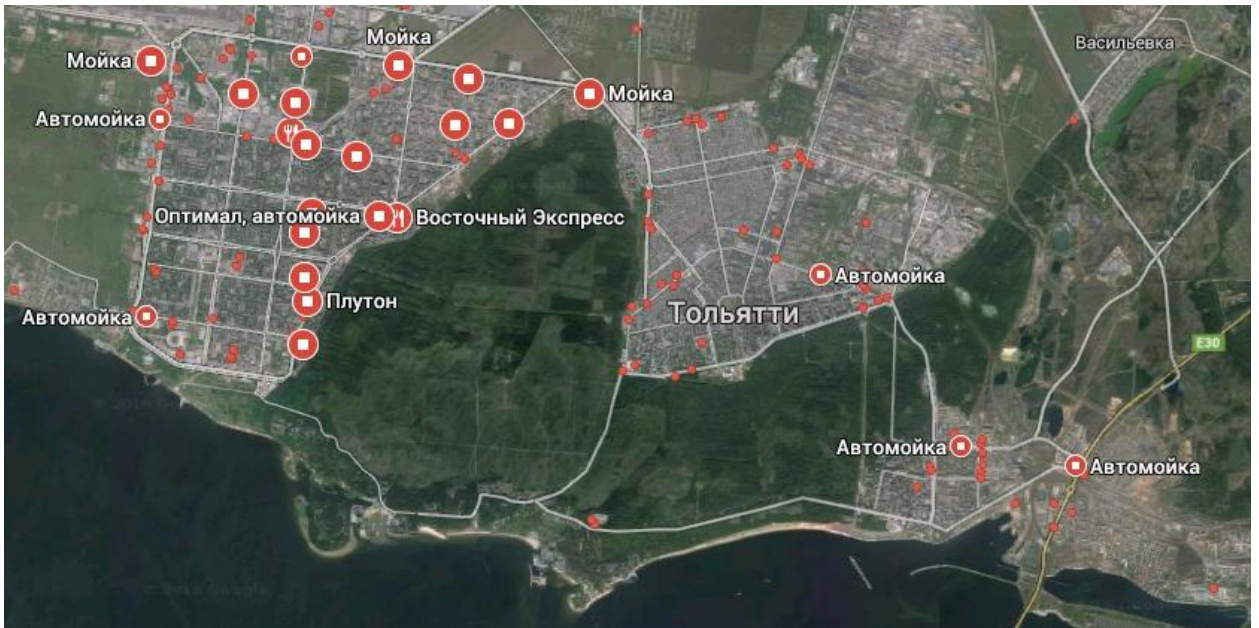 Мойка
Васильевка
Мойка
Мойка
Автомойка
Оптимал, автомойка
Восточный Экспресс
Автомойка
Плутон
Тольятти
Автомойка
E30
Автомойка
Автомойка